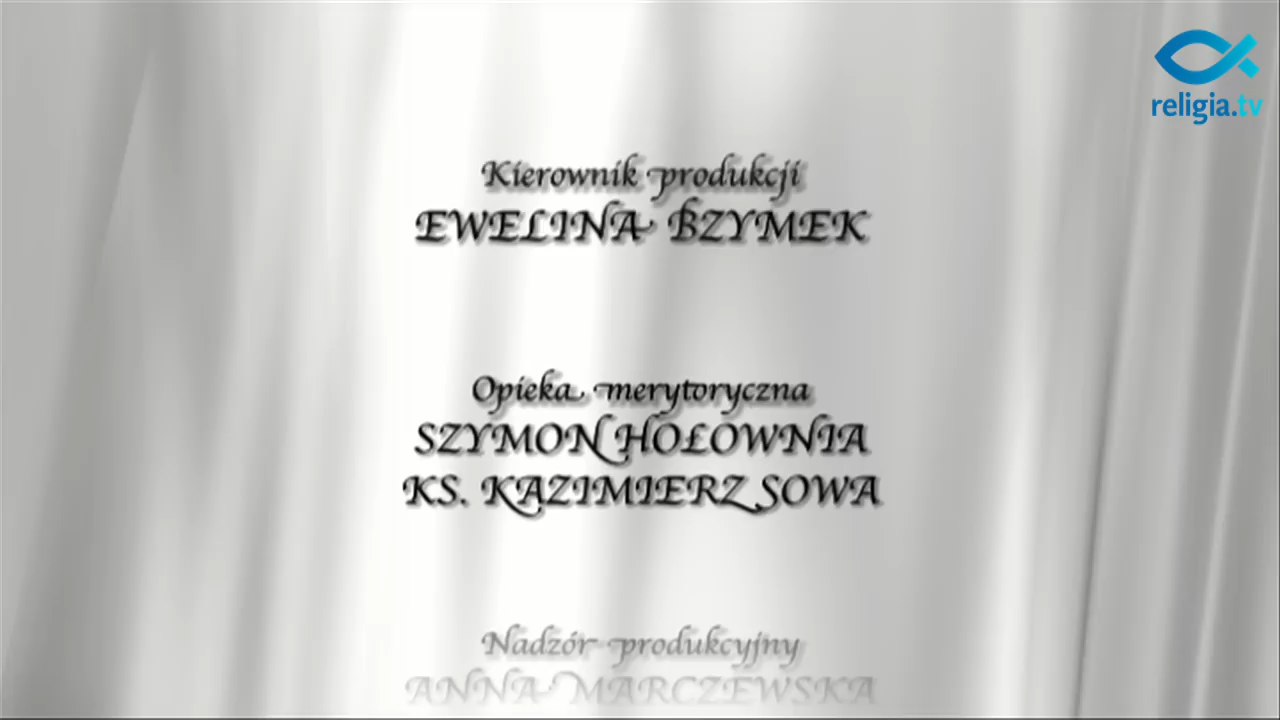 religia.tv
Kierownik produkcji
EWELINA BZYMEK
Opieka merytoryczna
SZYMON HOŁOWNIA
KS. KAZIMIERZ SOWA
Nadzór produkcyjny
ANNA MARCZEWSKA